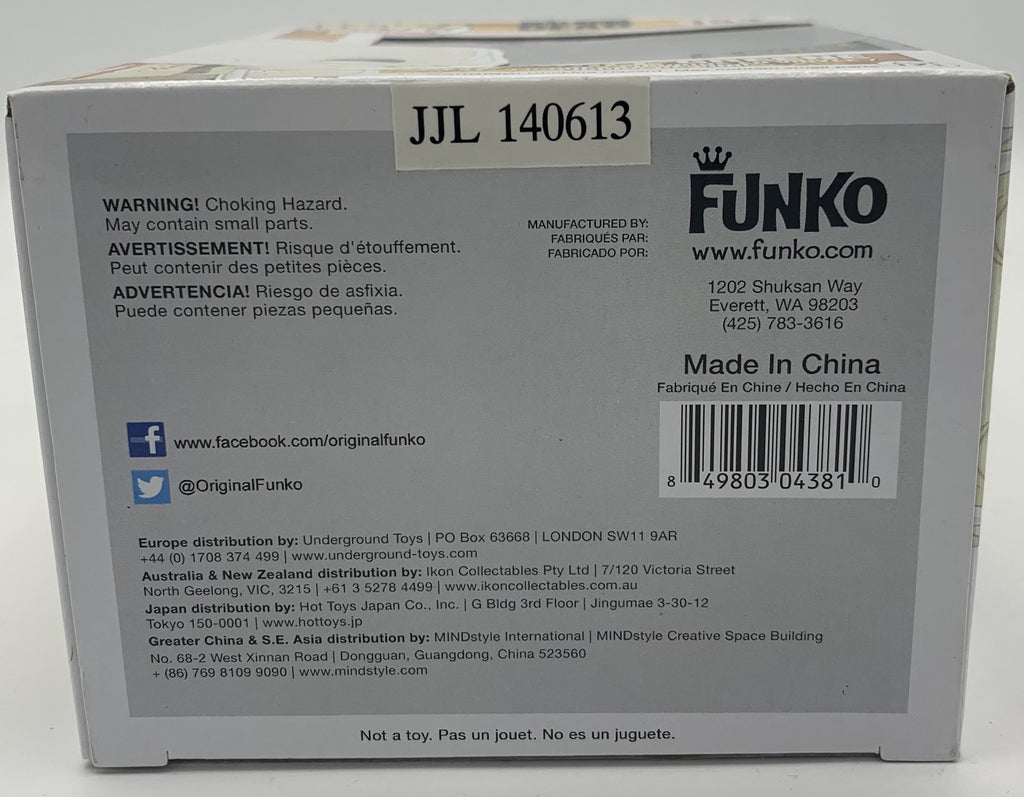 JJL 140613
WARNING! Choking Hazard.
May contain small parts.
AVERTISSEMENT! Risque d'étouffement.
Peut contenir des petites pièces.
ADVERTENCIA! Riesgo de asfixia.
Puede contener piezas pequeñas.
MANUFACTURED BY:
FABRIQUÉS PAR:
FABRICADO POR:
FUNKO
www.funko.com
1202 Shuksan Way
Everett, WA 98203
(425) 783-3616
Made In China
Fabriqué En Chine / Hecho En China
8 49803 04381 0
www.facebook.com/originalfunko
@OriginalFunko
Europe distribution by: Underground Toys | PO Box 63668 | LONDON SW11 9AR
+44 (0) 1708 374 499 | www.underground-toys.com
Australia & New Zealand distribution by: Ikon Collectables Pty Ltd | 7/120 Victoria Street
North Geelong, VIC, 3215 | +61 3 5278 4499 | www.ikoncollectables.com.au
Japan distribution by: Hot Toys Japan Co., Inc. | G Bldg 3rd Floor | Jingumae 3-30-12
Tokyo 150-0001 | www.hottoys.jp
Greater China & S.E. Asia distribution by: MINDstyle International | MINDstyle Creative Space Building
No. 68-2 West Xinnan Road | Dongguan, Guangdong, China 523560
+ (86) 769 8109 9090 | www.mindstyle.com
Not a toy. Pas un jouet. No es un juguete.